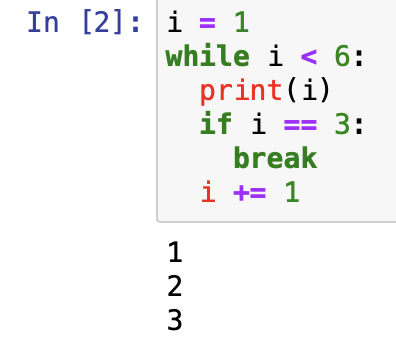 In [2]: i = 1
while i < 6:
  print(i)
  if i == 3:
    break
  i += 1
1
2
3